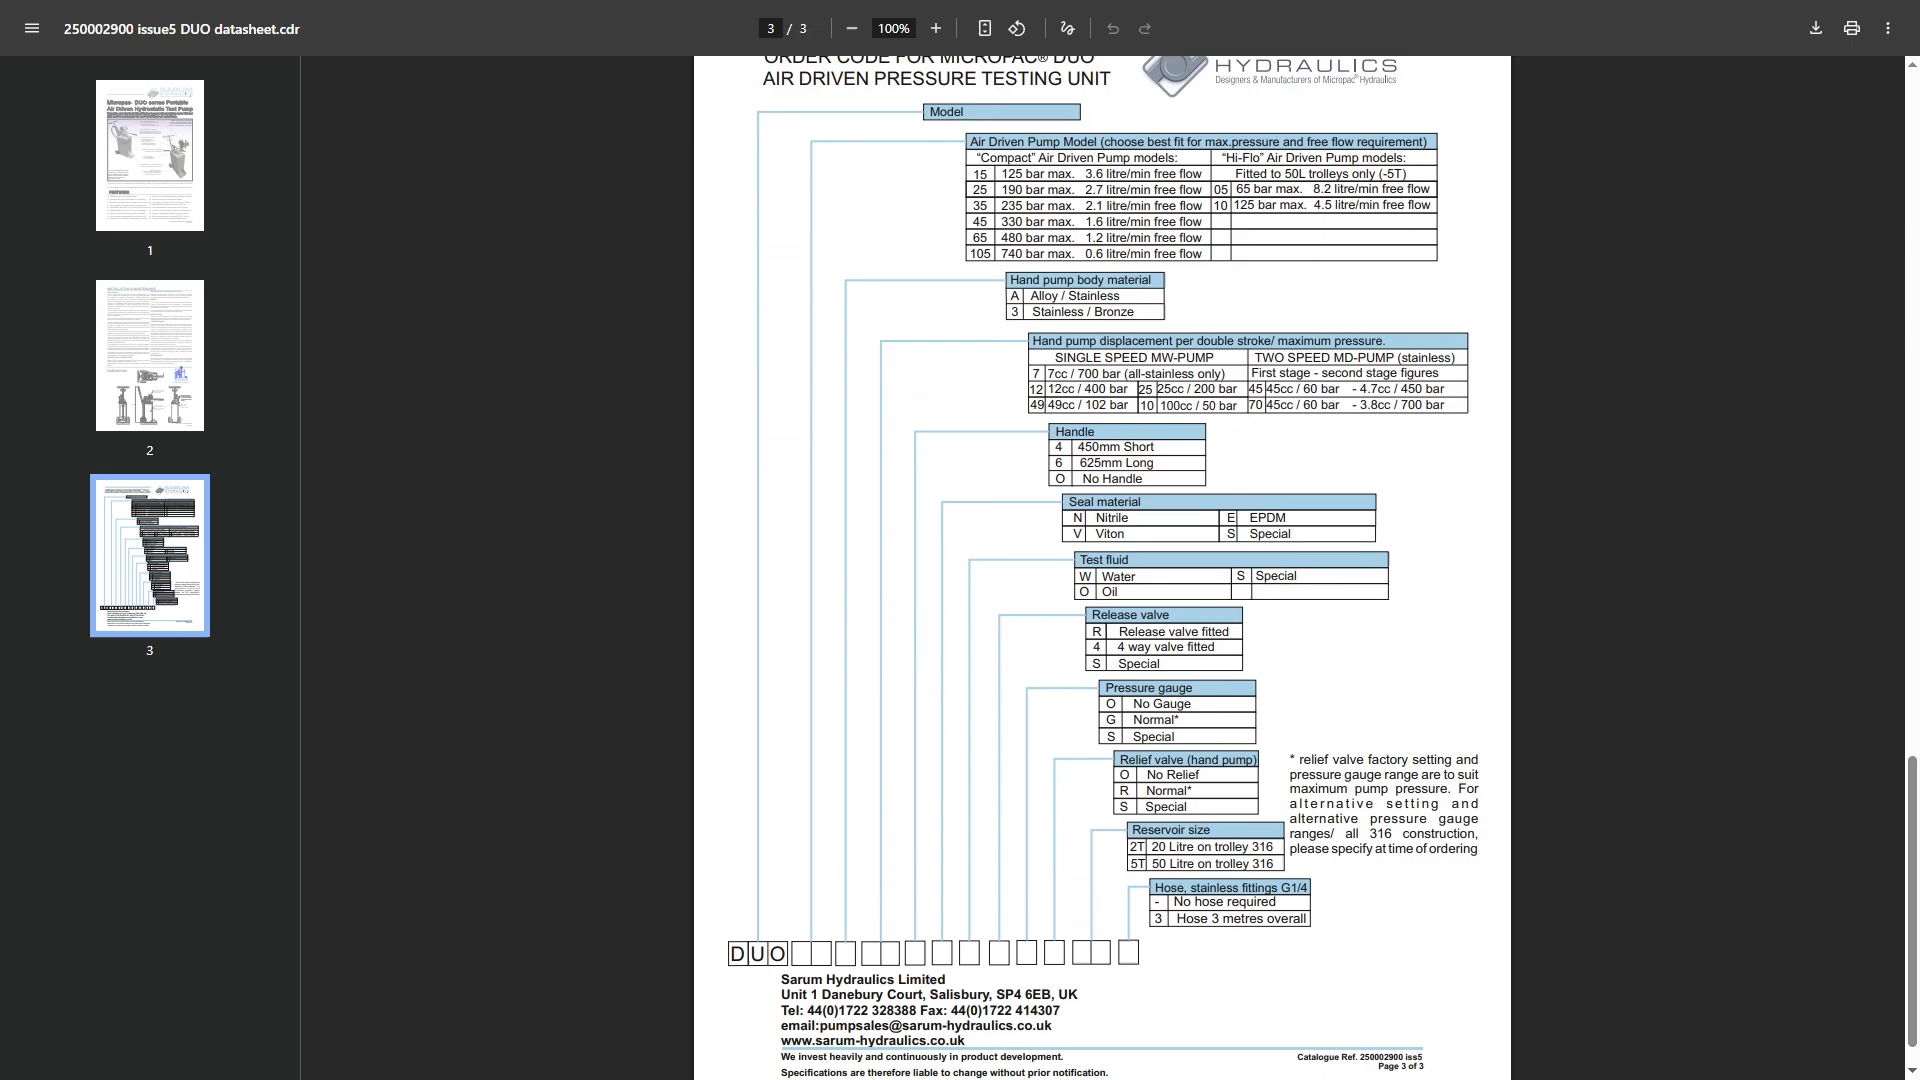 250002900 issue5 DUO datasheet.cdr
3 / 3
100%
1
2
3
ORDER CODE FOR MICROPAC® DUO
AIR DRIVEN PRESSURE TESTING UNIT
HYDRAULICS
Designers & Manufacturers of Micropac® Hydraulics
Model
Air Driven Pump Model (choose best fit for max.pressure and free flow requirement)
“Compact” Air Driven Pump models: “Hi-Flo” Air Driven Pump models:
15 125 bar max. 3.6 litre/min free flow Fitted to 50L trolleys only (-5T)
25 190 bar max. 2.7 litre/min free flow 05 65 bar max. 8.2 litre/min free flow
35 235 bar max. 2.1 litre/min free flow 10 125 bar max. 4.5 litre/min free flow
45 330 bar max. 1.6 litre/min free flow
65 480 bar max. 1.2 litre/min free flow
105 740 bar max. 0.6 litre/min free flow
Hand pump body material
A Alloy / Stainless
3 Stainless / Bronze
Hand pump displacement per double stroke/ maximum pressure.
SINGLE SPEED MW-PUMP TWO SPEED MD-PUMP (stainless)
7 7cc / 700 bar (all-stainless only) First stage - second stage figures
12 12cc / 400 bar 25 25cc / 200 bar 45 45cc / 60 bar - 4.7cc / 450 bar
49 49cc / 102 bar 10 100cc / 50 bar 70 45cc / 60 bar - 3.8cc / 700 bar
Handle
4 450mm Short
6 625mm Long
O No Handle
Seal material
N Nitrile E EPDM
V Viton S Special
Test fluid
W Water S Special
O Oil
Release valve
R Release valve fitted
4 4 way valve fitted
S Special
Pressure gauge
O No Gauge
G Normal*
S Special
Relief valve (hand pump)
O No Relief
R Normal*
S Special
* relief valve factory setting and
pressure gauge range are to suit
maximum pump pressure. For
alternative setting and
alternative pressure gauge
ranges/ all 316 construction,
please specify at time of ordering
Reservoir size
2T 20 Litre on trolley 316
5T 50 Litre on trolley 316
Hose, stainless fittings G1/4
- No hose required
3 Hose 3 metres overall
DUO
Sarum Hydraulics Limited
Unit 1 Danebury Court, Salisbury, SP4 6EB, UK
Tel: 44(0)1722 328388 Fax: 44(0)1722 414307
email:pumpsales@sarum-hydraulics.co.uk
www.sarum-hydraulics.co.uk
We invest heavily and continuously in product development.
Specifications are therefore liable to change without prior notification.
Catalogue Ref. 250002900 iss5
Page 3 of 3